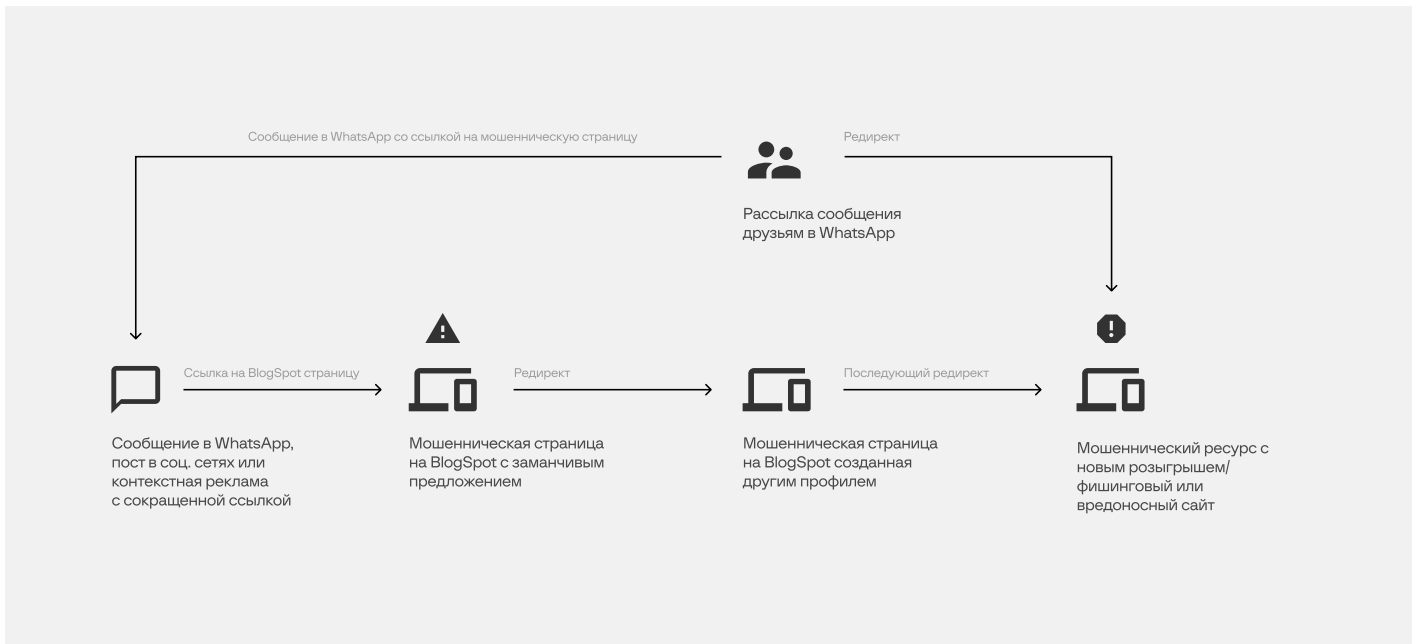 Сообщение в WhatsApp со ссылкой на мошенническую страницу
Редирект
Рассылка сообщения
друзьям в WhatsApp
Ссылка на BlogSpot страницу
Редирект
Последующий редирект
Сообщение в WhatsApp,
пост в соц. сетях или
контекстная реклама
с сокращенной ссылкой
Мошенническая страница
на BlogSpot с заманчивым
предложением
Мошенническая страница
на BlogSpot созданная
другим профилем
Мошеннический ресурс с
новым розыгрышем/
фишинговый или
вредоносный сайт